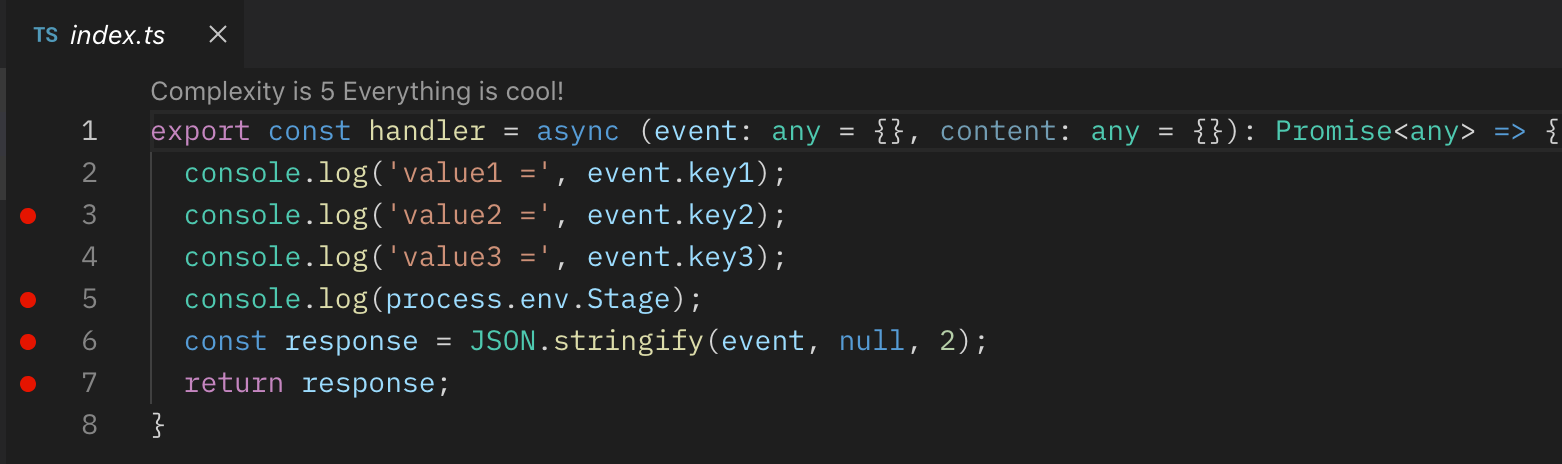 TS index.ts
Complexity is 5 Everything is cool!
1 export const handler = async (event: any = {}, content: any = {}): Promise<any> => {
2 console.log('value1 =', event.key1);
3 console.log('value2 =', event.key2);
4 console.log('value3 =', event.key3);
5 console.log(process.env.Stage);
6 const response = JSON.stringify(event, null, 2);
7 return response;
8 }